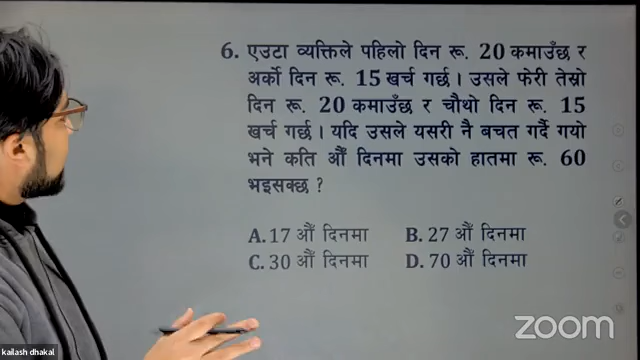 6. एउटा व्यक्तिले पहिलो दिन रू. 20 कमाउँछ र
अर्को दिन रू. 15 खर्च गर्छ। उसले फेरी तेस्रो
दिन रू. 20 कमाउँछ र चौथो दिन रू. 15
खर्च गर्छ। यदि उसले यसरी नै बचत गर्दै गयो
भने कति औँ दिनमा उसको हातमा रू. 60
भइसक्छ ?
A. 17 औँ दिनमा B. 27 औँ दिनमा
C. 30 औँ दिनमा D. 70 औँ दिनमा
zoom
kailash dhakal